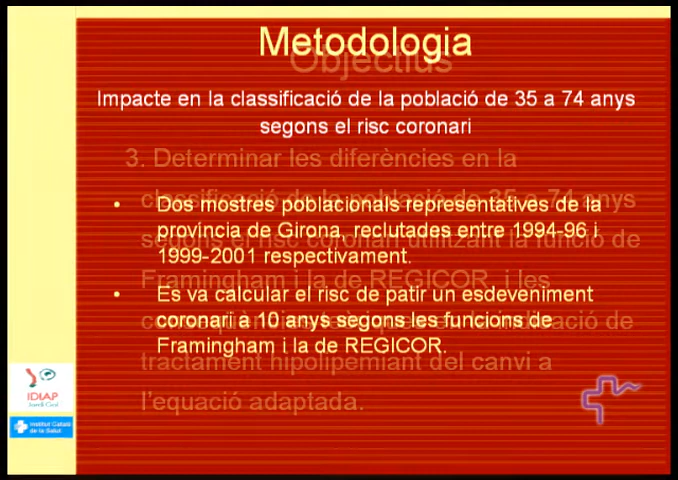 Metodologia
Objectius
Impacte en la classificació de la població de 35 a 74 anys
segons el risc coronari
3. Determinar les diferències en la
classificació de la població de 35 a 74 anys
• Dos mostres poblacionals representatives de la
província de Girona, reclutades entre 1994-96 i
segons el risc coronari utilitzant la funció de
1999-2001 respectivament.
Framingham i la de REGICOR, i les
• Es va calcular el risc de patir un esdeveniment
coronari a 10 anys segons les funcions de
conseqüències teòriques en la indicació de
Framingham i la de REGICOR.
tractament hipolipemiant del canvi a
l'equació adaptada.
IDIAP
Jordi Gol
Institut Català
de la Salut